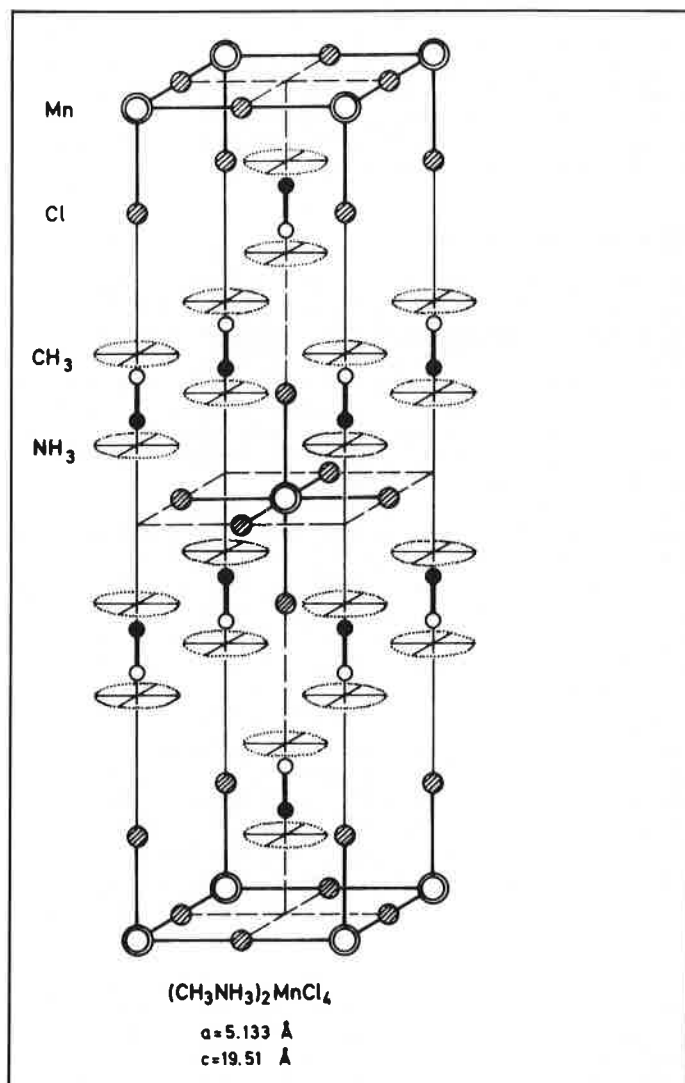 Mn
Cl
CH₃
NH₃
(CH₃NH₃)₂MnCl₄
a=5.133 Å
c=19.51 Å